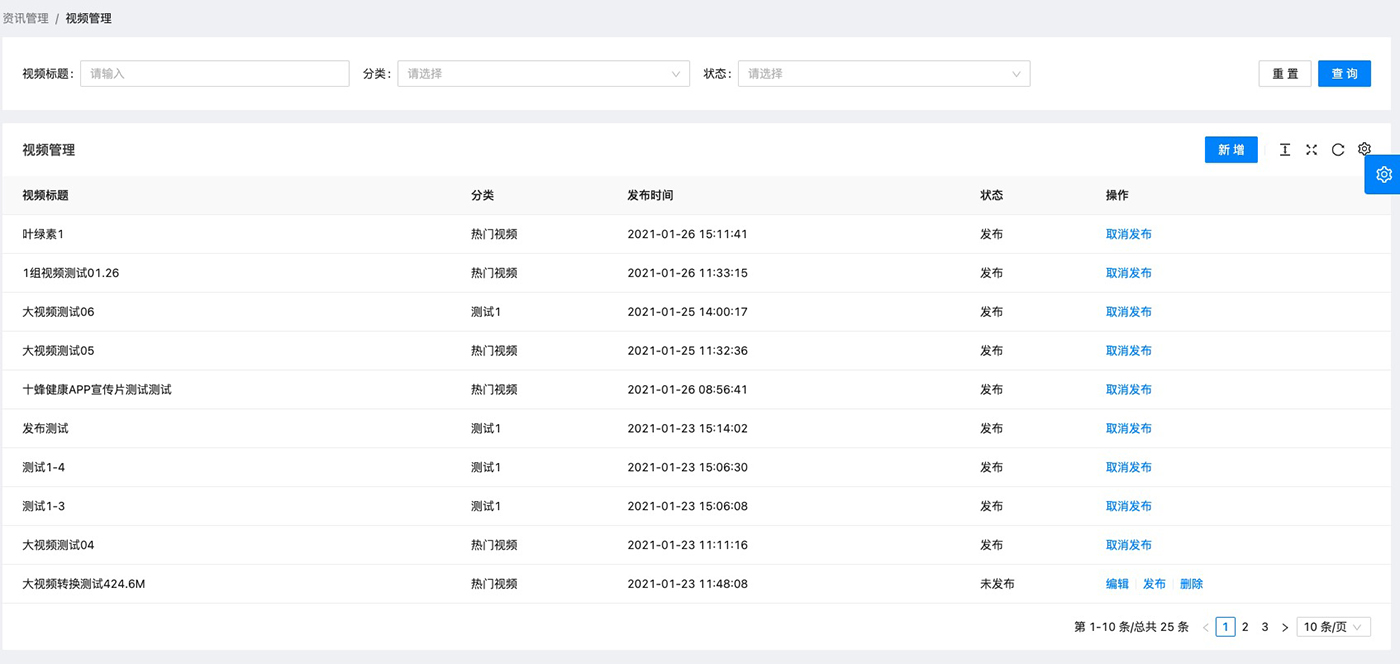 资讯管理 / 视频管理
视频标题: 请输入 分类: 请选择 状态: 请选择 重 置 查 询
视频管理 新 增
视频标题 分类 发布时间 状态 操作
叶绿素1 热门视频 2021-01-26 15:11:41 发布 取消发布
1组视频测试01.26 热门视频 2021-01-26 11:33:15 发布 取消发布
大视频测试06 测试1 2021-01-25 14:00:17 发布 取消发布
大视频测试05 热门视频 2021-01-25 11:32:36 发布 取消发布
十蜂健康APP宣传片测试测试 热门视频 2021-01-26 08:56:41 发布 取消发布
发布测试 测试1 2021-01-23 15:14:02 发布 取消发布
测试1-4 测试1 2021-01-23 15:06:30 发布 取消发布
测试1-3 测试1 2021-01-23 15:06:08 发布 取消发布
大视频测试04 热门视频 2021-01-23 11:11:16 发布 取消发布
大视频转换测试424.6M 热门视频 2021-01-23 11:48:08 未发布 编辑 发布 删除
第 1-10 条/总共 25 条 < 1 2 3 > 10 条/页